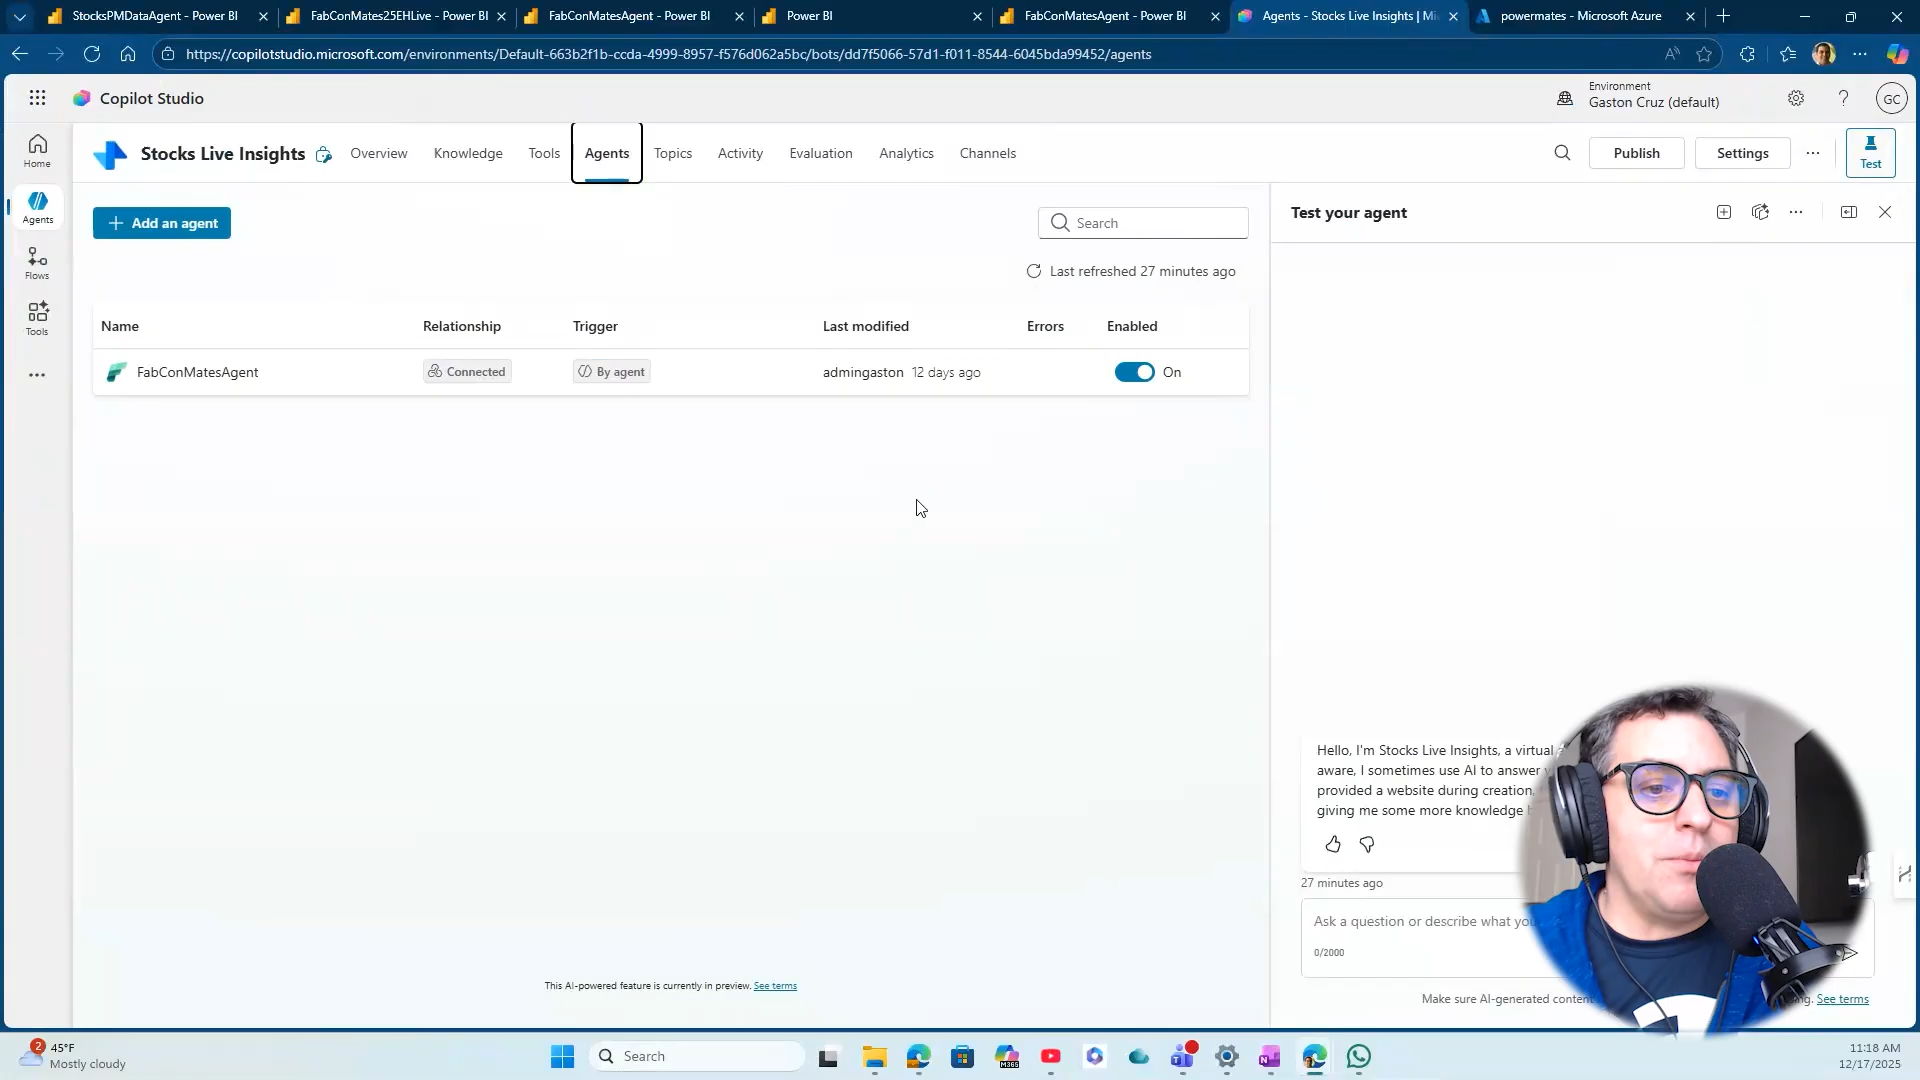 StocksPMDataAgent - Power BI
FabConMates25EHLive - Power BI
FabConMatesAgent - Power BI
Power BI
FabConMatesAgent - Power BI
Agents - Stocks Live Insights | Mi
powermates - Microsoft Azure
https://copilotstudio.microsoft.com/environments/Default-663b2f1b-ccda-4999-8957-f576d062a5bc/bots/dd7f5066-57d1-f011-8544-6045bda99452/agents
Copilot Studio
Environment
Gaston Cruz (default)
GC
Home
Agents
Flows
Tools
Stocks Live Insights
Overview
Knowledge
Tools
Agents
Topics
Activity
Evaluation
Analytics
Channels
Publish
Settings
Test
Add an agent
Search
Last refreshed 27 minutes ago
Name Relationship Trigger Last modified Errors Enabled
FabConMatesAgent Connected By agent admingaston 12 days ago On
This AI-powered feature is currently in preview. See terms
Test your agent
Hello, I'm Stocks Live Insights, a virtual
aware, I sometimes use AI to answer
provided a website during creation,
giving me some more knowledge
27 minutes ago
Ask a question or describe what you
0/2000
Make sure AI-generated content
See terms
2
45°F
Mostly cloudy
Search
M365
11:18 AM
12/17/2025